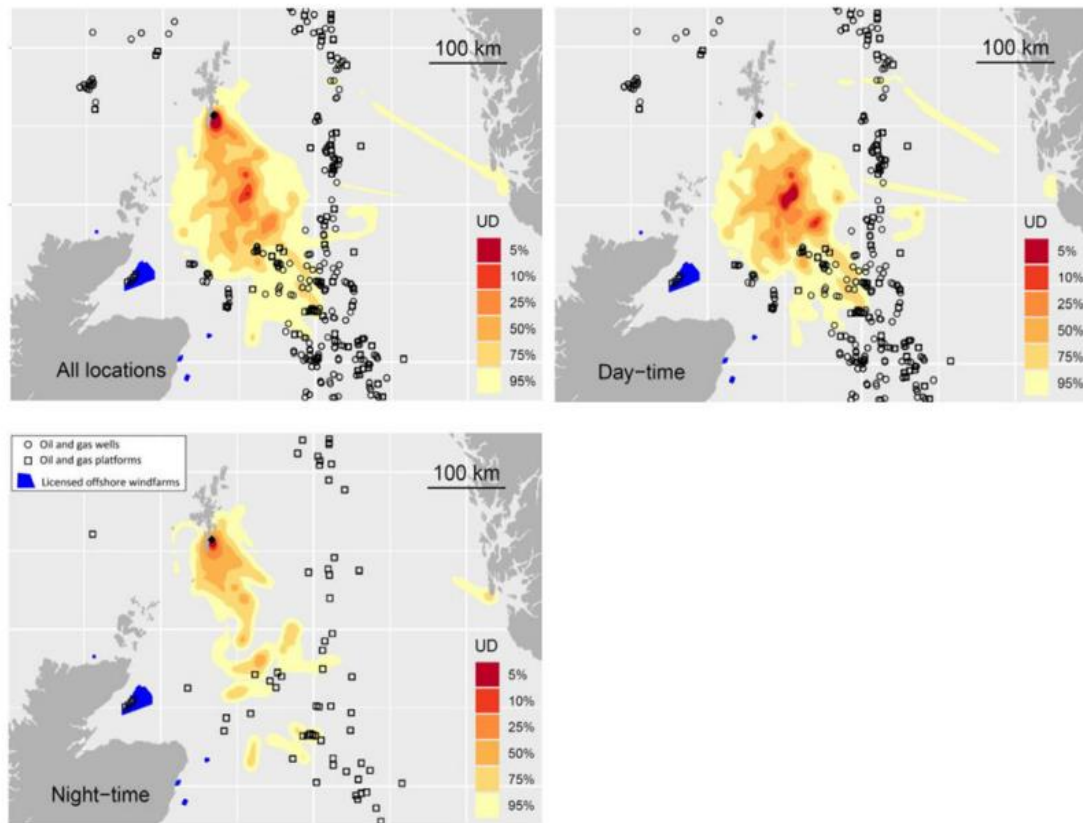 100 km
UD
5%
10%
25%
50%
75%
95%
All locations
100 km
UD
5%
10%
25%
50%
75%
95%
Day-time
Oil and gas wells
Oil and gas platforms
Licensed offshore windfarms
100 km
UD
5%
10%
25%
50%
75%
95%
Night-time